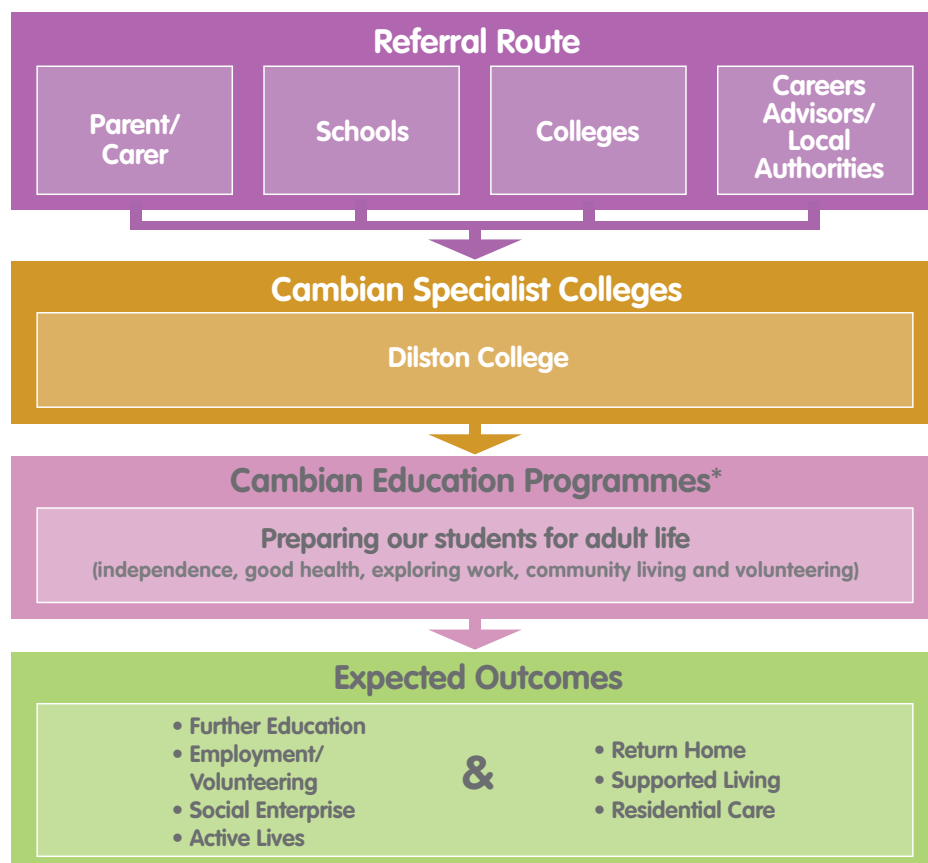 Referral Route
Parent/
Carer
Schools
Colleges
Careers
Advisors/
Local
Authorities
Cambian Specialist Colleges
Dilston College
Cambian Education Programmes*
Preparing our students for adult life
(independence, good health, exploring work, community living and volunteering)
Expected Outcomes
• Further Education
• Employment/
Volunteering
• Social Enterprise
• Active Lives
&
• Return Home
• Supported Living
• Residential Care